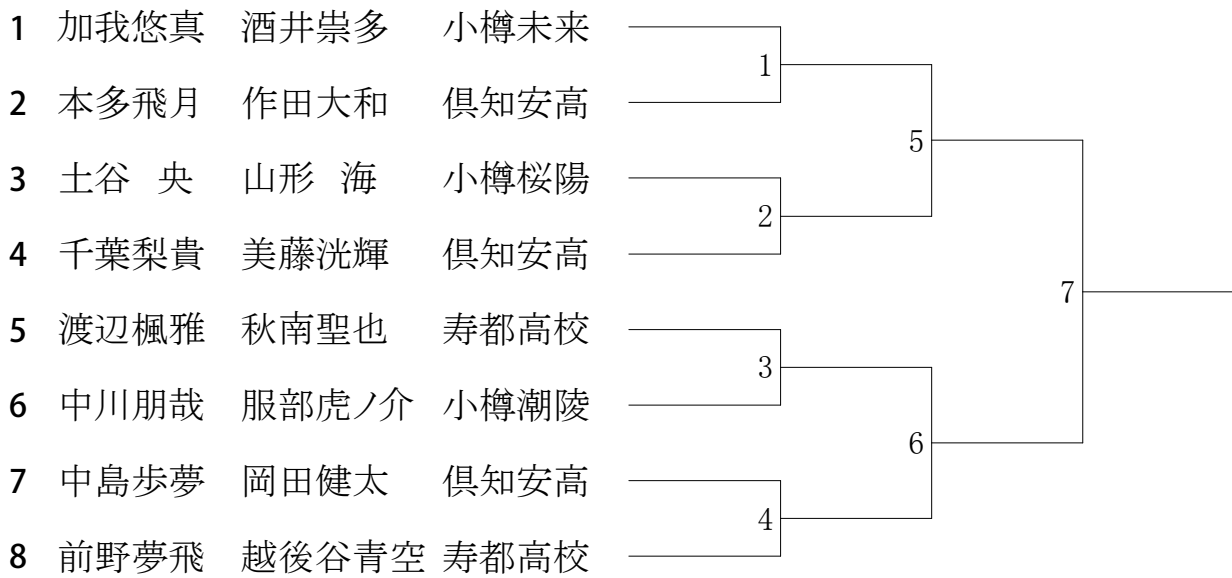 1 加我悠真 酒井崇多 小樽未来
1
2 本多飛月 作田大和 倶知安高
5
3 土谷 央 山形 海 小樽桜陽
2
4 千葉梨貴 美藤洸輝 倶知安高
7
5 渡辺楓雅 秋南聖也 寿都高校
3
6 中川朋哉 服部虎ノ介 小樽潮陵
6
7 中島歩夢 岡田健太 倶知安高
4
8 前野夢飛 越後谷青空 寿都高校